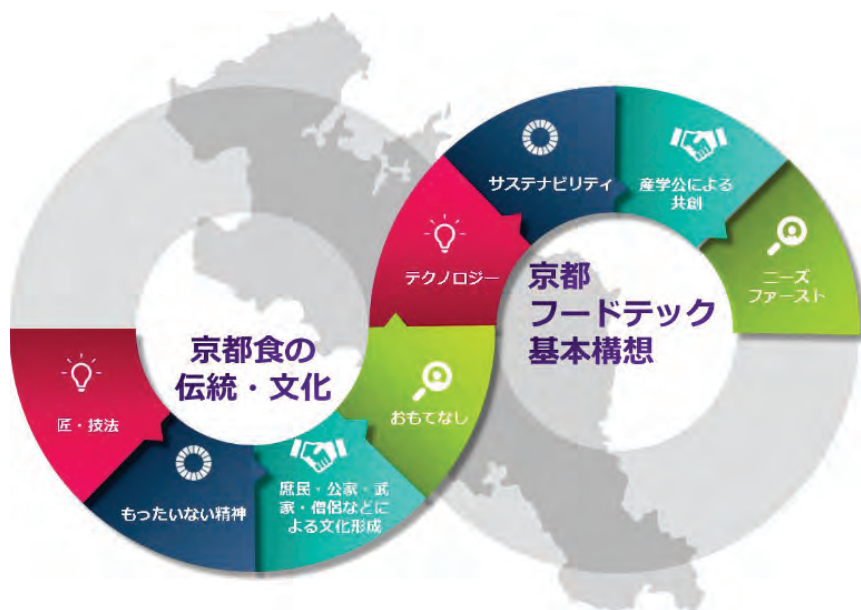 京都食の
伝統・文化
匠・技法
もったいない精神
庶民・公家・武
家・僧侶などに
よる文化形成
おもてなし
京都
フードテック
基本構想
テクノロジー
サステナビリティ
産学公による
共創
ニーズ
ファースト